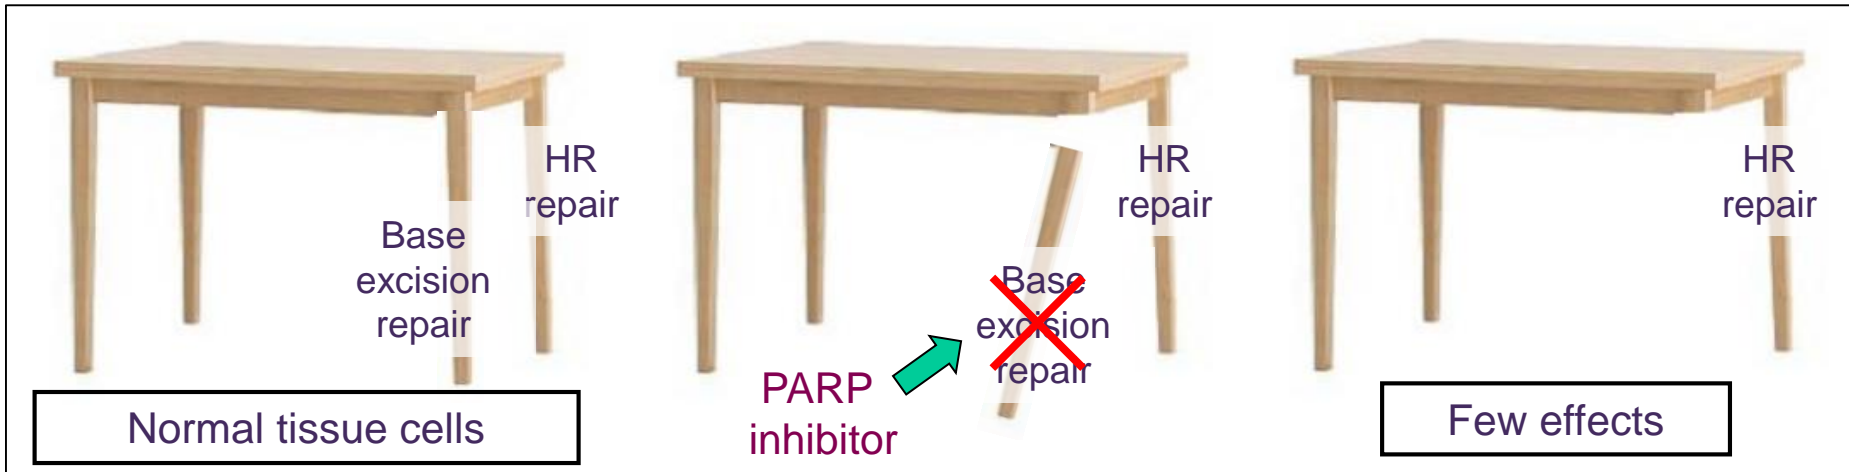 HR
repair
Base
excision
repair
Normal tissue cells
HR
repair
Base
excision
repair
PARP
inhibitor
HR
repair
Few effects